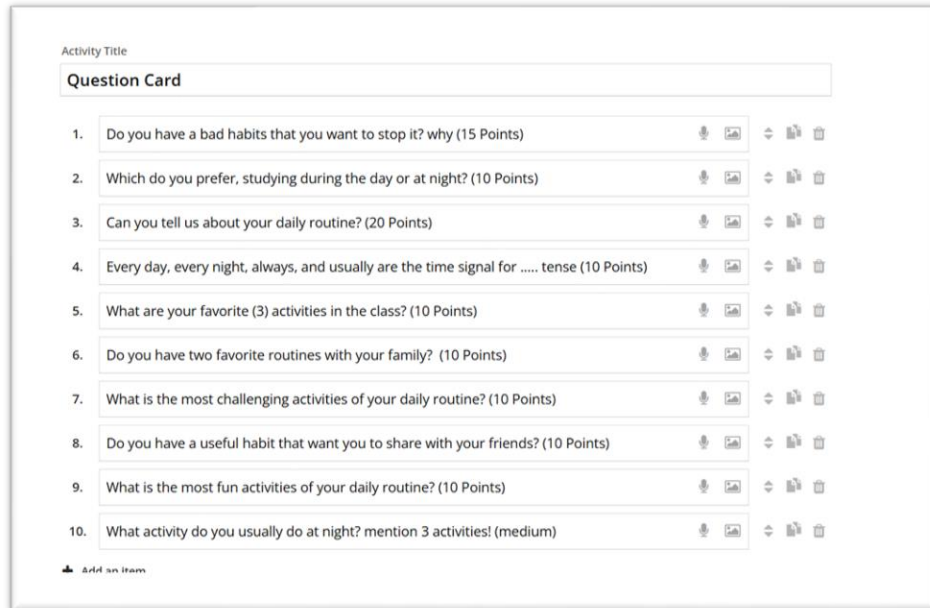 Activity Title
Question Card
1. Do you have a bad habits that you want to stop it? why (15 Points)
2. Which do you prefer, studying during the day or at night? (10 Points)
3. Can you tell us about your daily routine? (20 Points)
4. Every day, every night, always, and usually are the time signal for ..... tense (10 Points)
5. What are your favorite (3) activities in the class? (10 Points)
6. Do you have two favorite routines with your family? (10 Points)
7. What is the most challenging activities of your daily routine? (10 Points)
8. Do you have a useful habit that want you to share with your friends? (10 Points)
9. What is the most fun activities of your daily routine? (10 Points)
10. What activity do you usually do at night? mention 3 activities! (medium)
+ Add an item